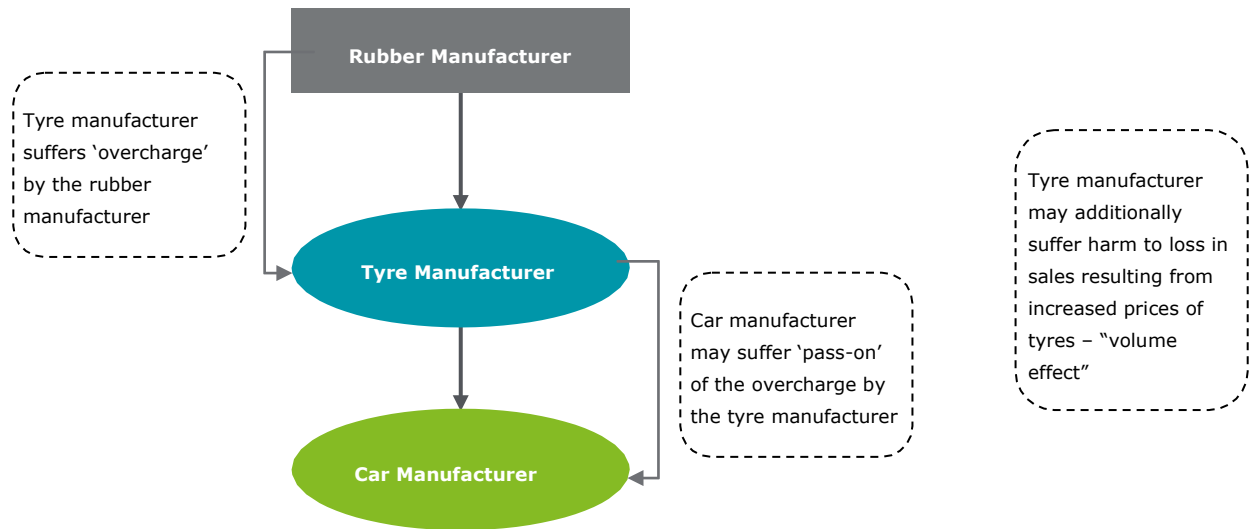 Rubber Manufacturer
Tyre manufacturer
suffers ‘overcharge’
by the rubber
manufacturer
Tyre Manufacturer
Car manufacturer
may suffer ‘pass-on’
of the overcharge by
the tyre manufacturer
Tyre manufacturer
may additionally
suffer harm to loss in
sales resulting from
increased prices of
tyres – “volume
effect”
Car Manufacturer